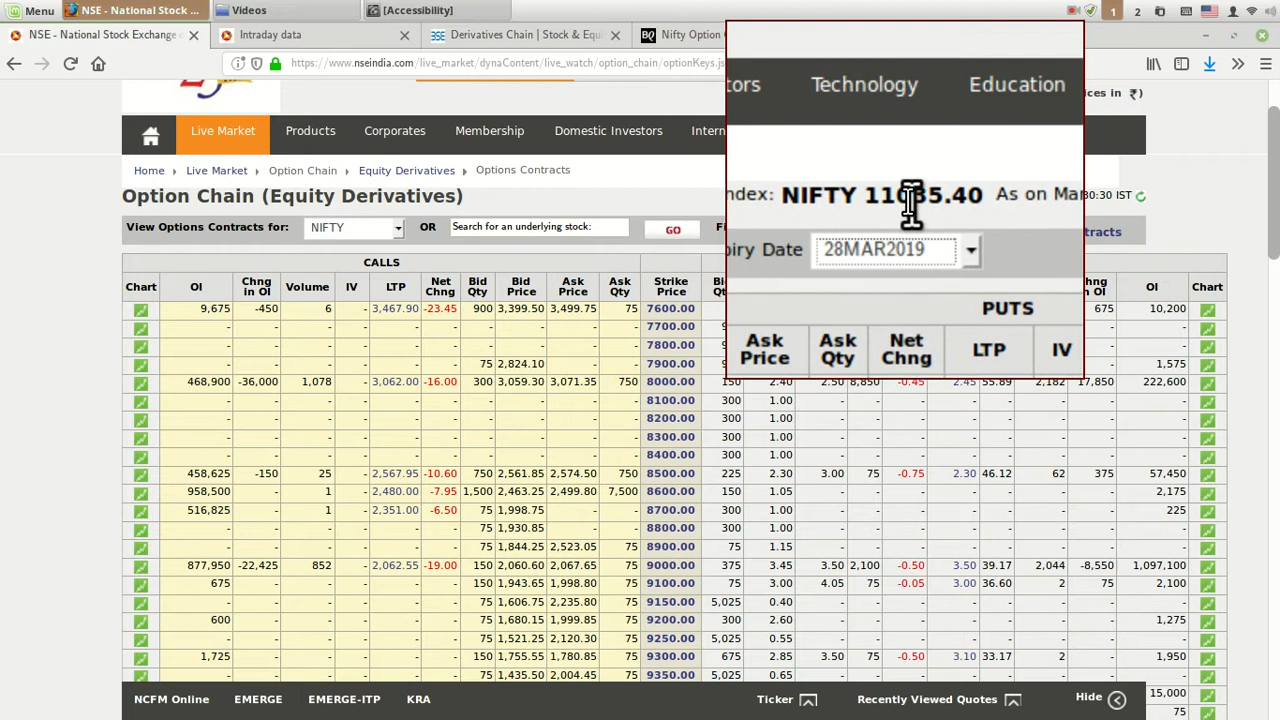 Menu NSE - National Stock ... Videos [Accessibility] 1 2
NSE - National Stock Exchange Intraday data Derivatives Chain | Stock & Equ BQ Nifty Option
https://www.nseindia.com/live_market/dynaContent/live_watch/option_chain/optionKeys.js
ices in ₹)
Live Market Products Corporates Membership Domestic Investors Intern
tors Technology Education
Home > Live Market > Option Chain > Equity Derivatives > Options Contracts
Option Chain (Equity Derivatives)
ndex: NIFTY 11 35.40 As on Mar 30:30 IST
View Options Contracts for: NIFTY OR Search for an underlying stock: GO Fi
iry Date 28MAR2019
tracts
CALLS
PUTS
Chart OI Chng in OI Volume IV LTP Net Chng Bid Qty Bid Price Ask Price Ask Qty Strike Price
Ask Price Ask Qty Net Chng LTP IV
Chng in OI OI Chart
9,675 -450 6 - 3,467.90 -23.45 900 3,399.50 3,499.75 75 7600.00 675 10,200
- - - - - - - - - - 7700.00 - -
- - - - - - - - - - 7800.00 - -
- - - - - - 75 2,824.10 - - 7900.00 - 1,575
468,900 -36,000 1,078 - 3,062.00 -16.00 300 3,059.30 3,071.35 750 8000.00 150 2.40 2.50 8,850 -0.45 2.45 55.89 2,182 17,850 222,600
- - - - - - - - - - 8100.00 300 1.00 - - - - - - - -
- - - - - - - - - - 8200.00 300 1.00 - - - - - - - -
- - - - - - - - - - 8300.00 300 1.00 - - - - - - - -
- - - - - - - - - - 8400.00 300 1.00 - - - - - - - -
458,625 -150 25 - 2,567.95 -10.60 750 2,561.85 2,574.50 750 8500.00 225 2.30 3.00 75 -0.75 2.30 46.12 62 375 57,450
958,500 - 1 - 2,480.00 -7.95 1,500 2,463.25 2,499.80 7,500 8600.00 150 1.05 - - - - - - - 2,175
516,825 - 1 - 2,351.00 -6.50 75 1,998.75 - - 8700.00 300 1.00 - - - - - - - 225
- - - - - - 75 1,930.85 - - 8800.00 300 1.00 - - - - - - - -
- - - - - - 75 1,844.25 2,523.05 75 8900.00 75 1.15 - - - - - - - -
877,950 -22,425 852 - 2,062.55 -19.00 150 2,060.60 2,067.65 75 9000.00 375 3.45 3.50 2,100 -0.50 3.50 39.17 2,044 -8,550 1,097,100
675 - - - - - 150 1,943.65 1,998.80 75 9100.00 75 3.00 4.05 75 -0.05 3.00 36.60 2 75 2,100
- - - - - - 75 1,606.75 2,235.80 75 9150.00 5,025 0.40 - - - - - - - -
600 - - - - - 75 1,680.15 1,999.85 75 9200.00 300 2.60 - - - - - - - 1,275
- - - - - - 75 1,521.25 2,120.30 75 9250.00 5,025 0.55 - - - - - - - -
1,725 - - - - - 150 1,755.55 1,780.85 75 9300.00 675 2.85 3.50 75 -0.50 3.10 33.17 2 - 1,950
- - - - - - 75 1,435.50 2,004.45 75 9350.00 5,025 0.65 - - - - - - - -
15,000
75
NCFM Online EMERGE EMERGE-ITP KRA Ticker Recently Viewed Quotes Hide